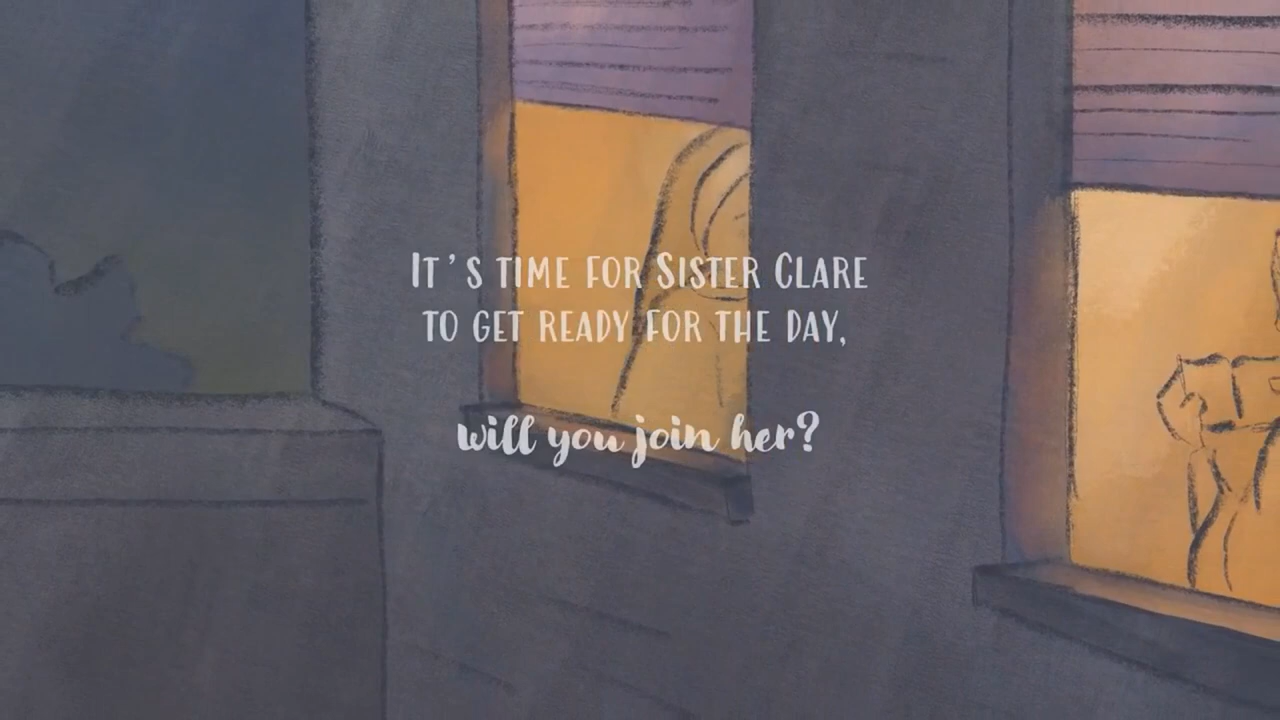 It's time for Sister Clare
to get ready for the day,
will you join her?